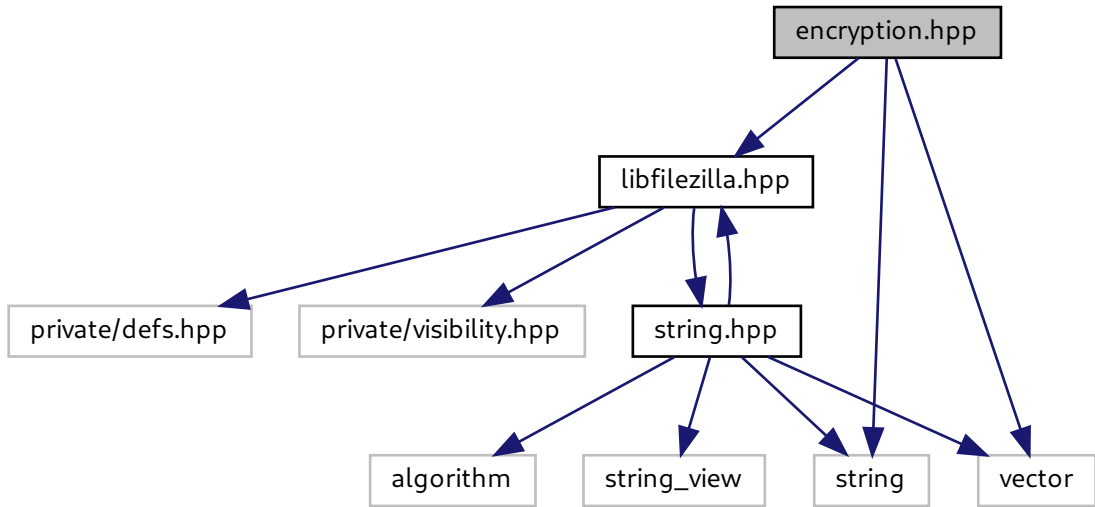 encryption.hpp
libfilezilla.hpp
private/defs.hpp
private/visibility.hpp
string.hpp
algorithm
string_view
string
vector